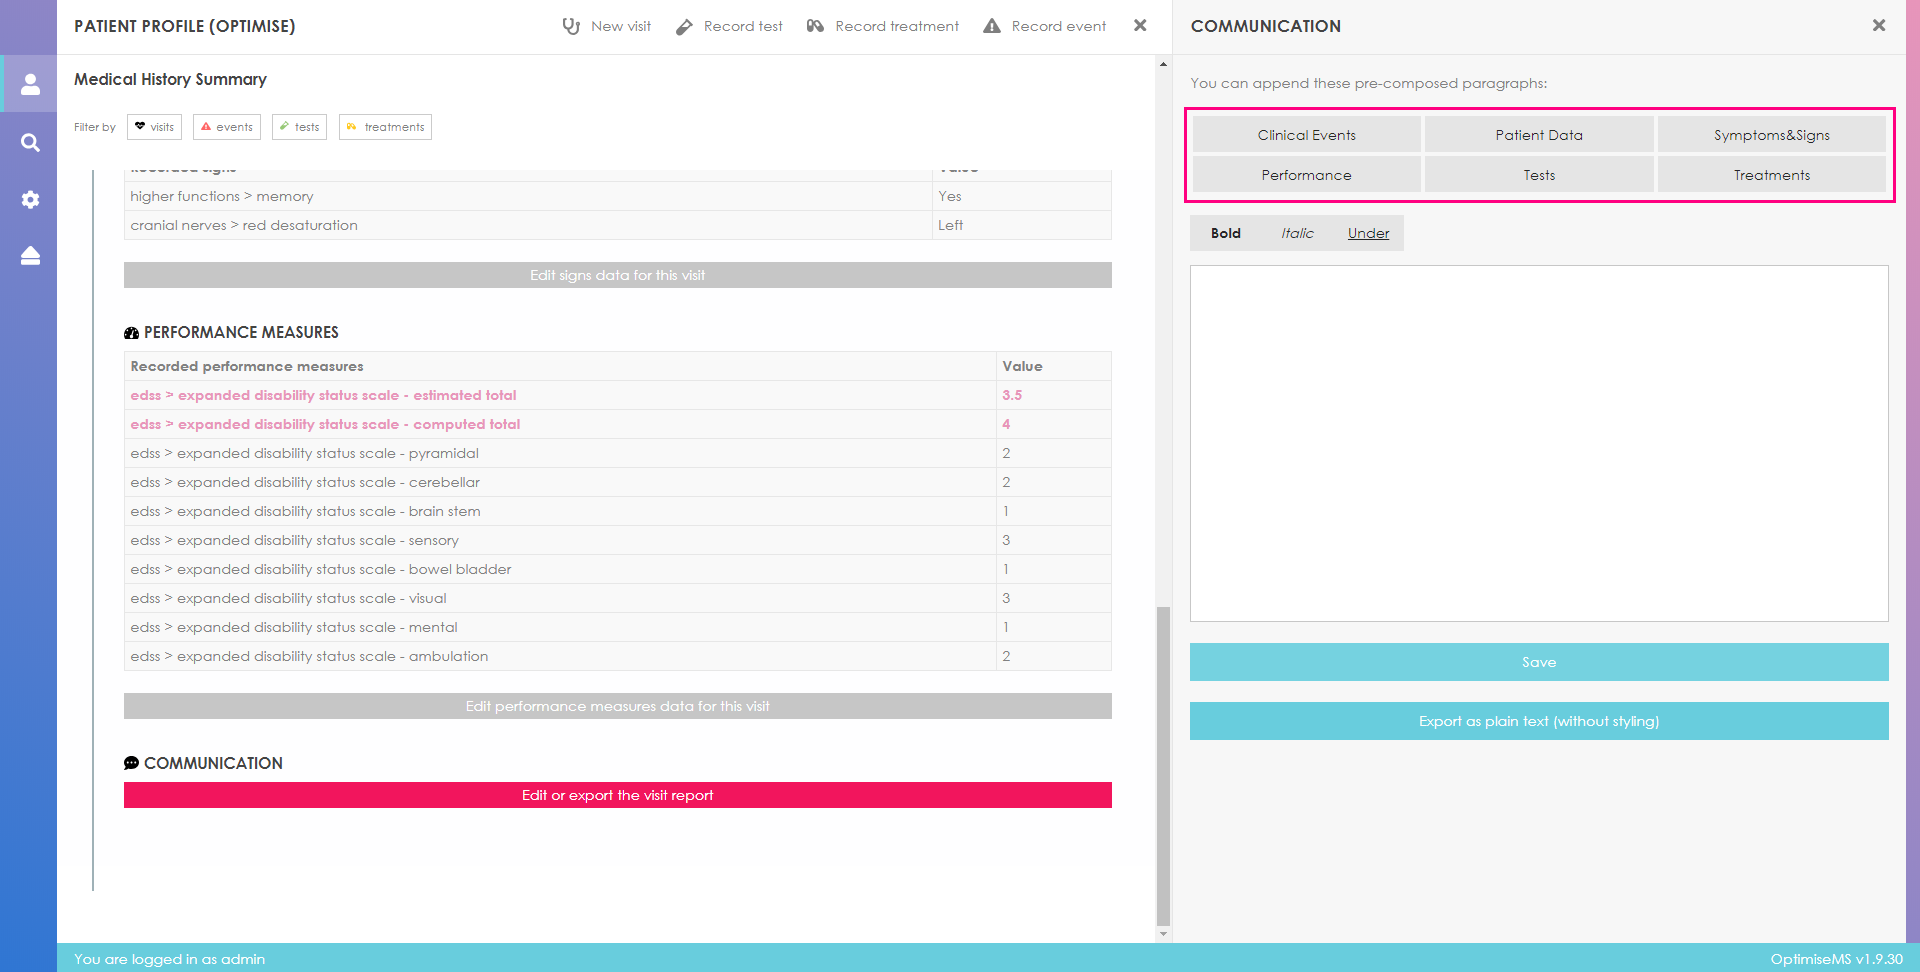 PATIENT PROFILE (OPTIMISE)
New visit
Record test
Record treatment
Record event
Medical History Summary
Filter by
visits
events
tests
treatments
Recorded signs Value
higher functions > memory Yes
cranial nerves > red desaturation Left
Edit signs data for this visit
PERFORMANCE MEASURES
Recorded performance measures Value
edss > expanded disability status scale - estimated total 3.5
edss > expanded disability status scale - computed total 4
edss > expanded disability status scale - pyramidal 2
edss > expanded disability status scale - cerebellar 2
edss > expanded disability status scale - brain stem 1
edss > expanded disability status scale - sensory 3
edss > expanded disability status scale - bowel bladder 1
edss > expanded disability status scale - visual 3
edss > expanded disability status scale - mental 1
edss > expanded disability status scale - ambulation 2
Edit performance measures data for this visit
COMMUNICATION
Edit or export the visit report
COMMUNICATION
You can append these pre-composed paragraphs:
Clinical Events Patient Data Symptoms&Signs
Performance Tests Treatments
Bold Italic Under
Save
Export as plain text (without styling)
You are logged in as admin
OptimiseMS v1.9.30